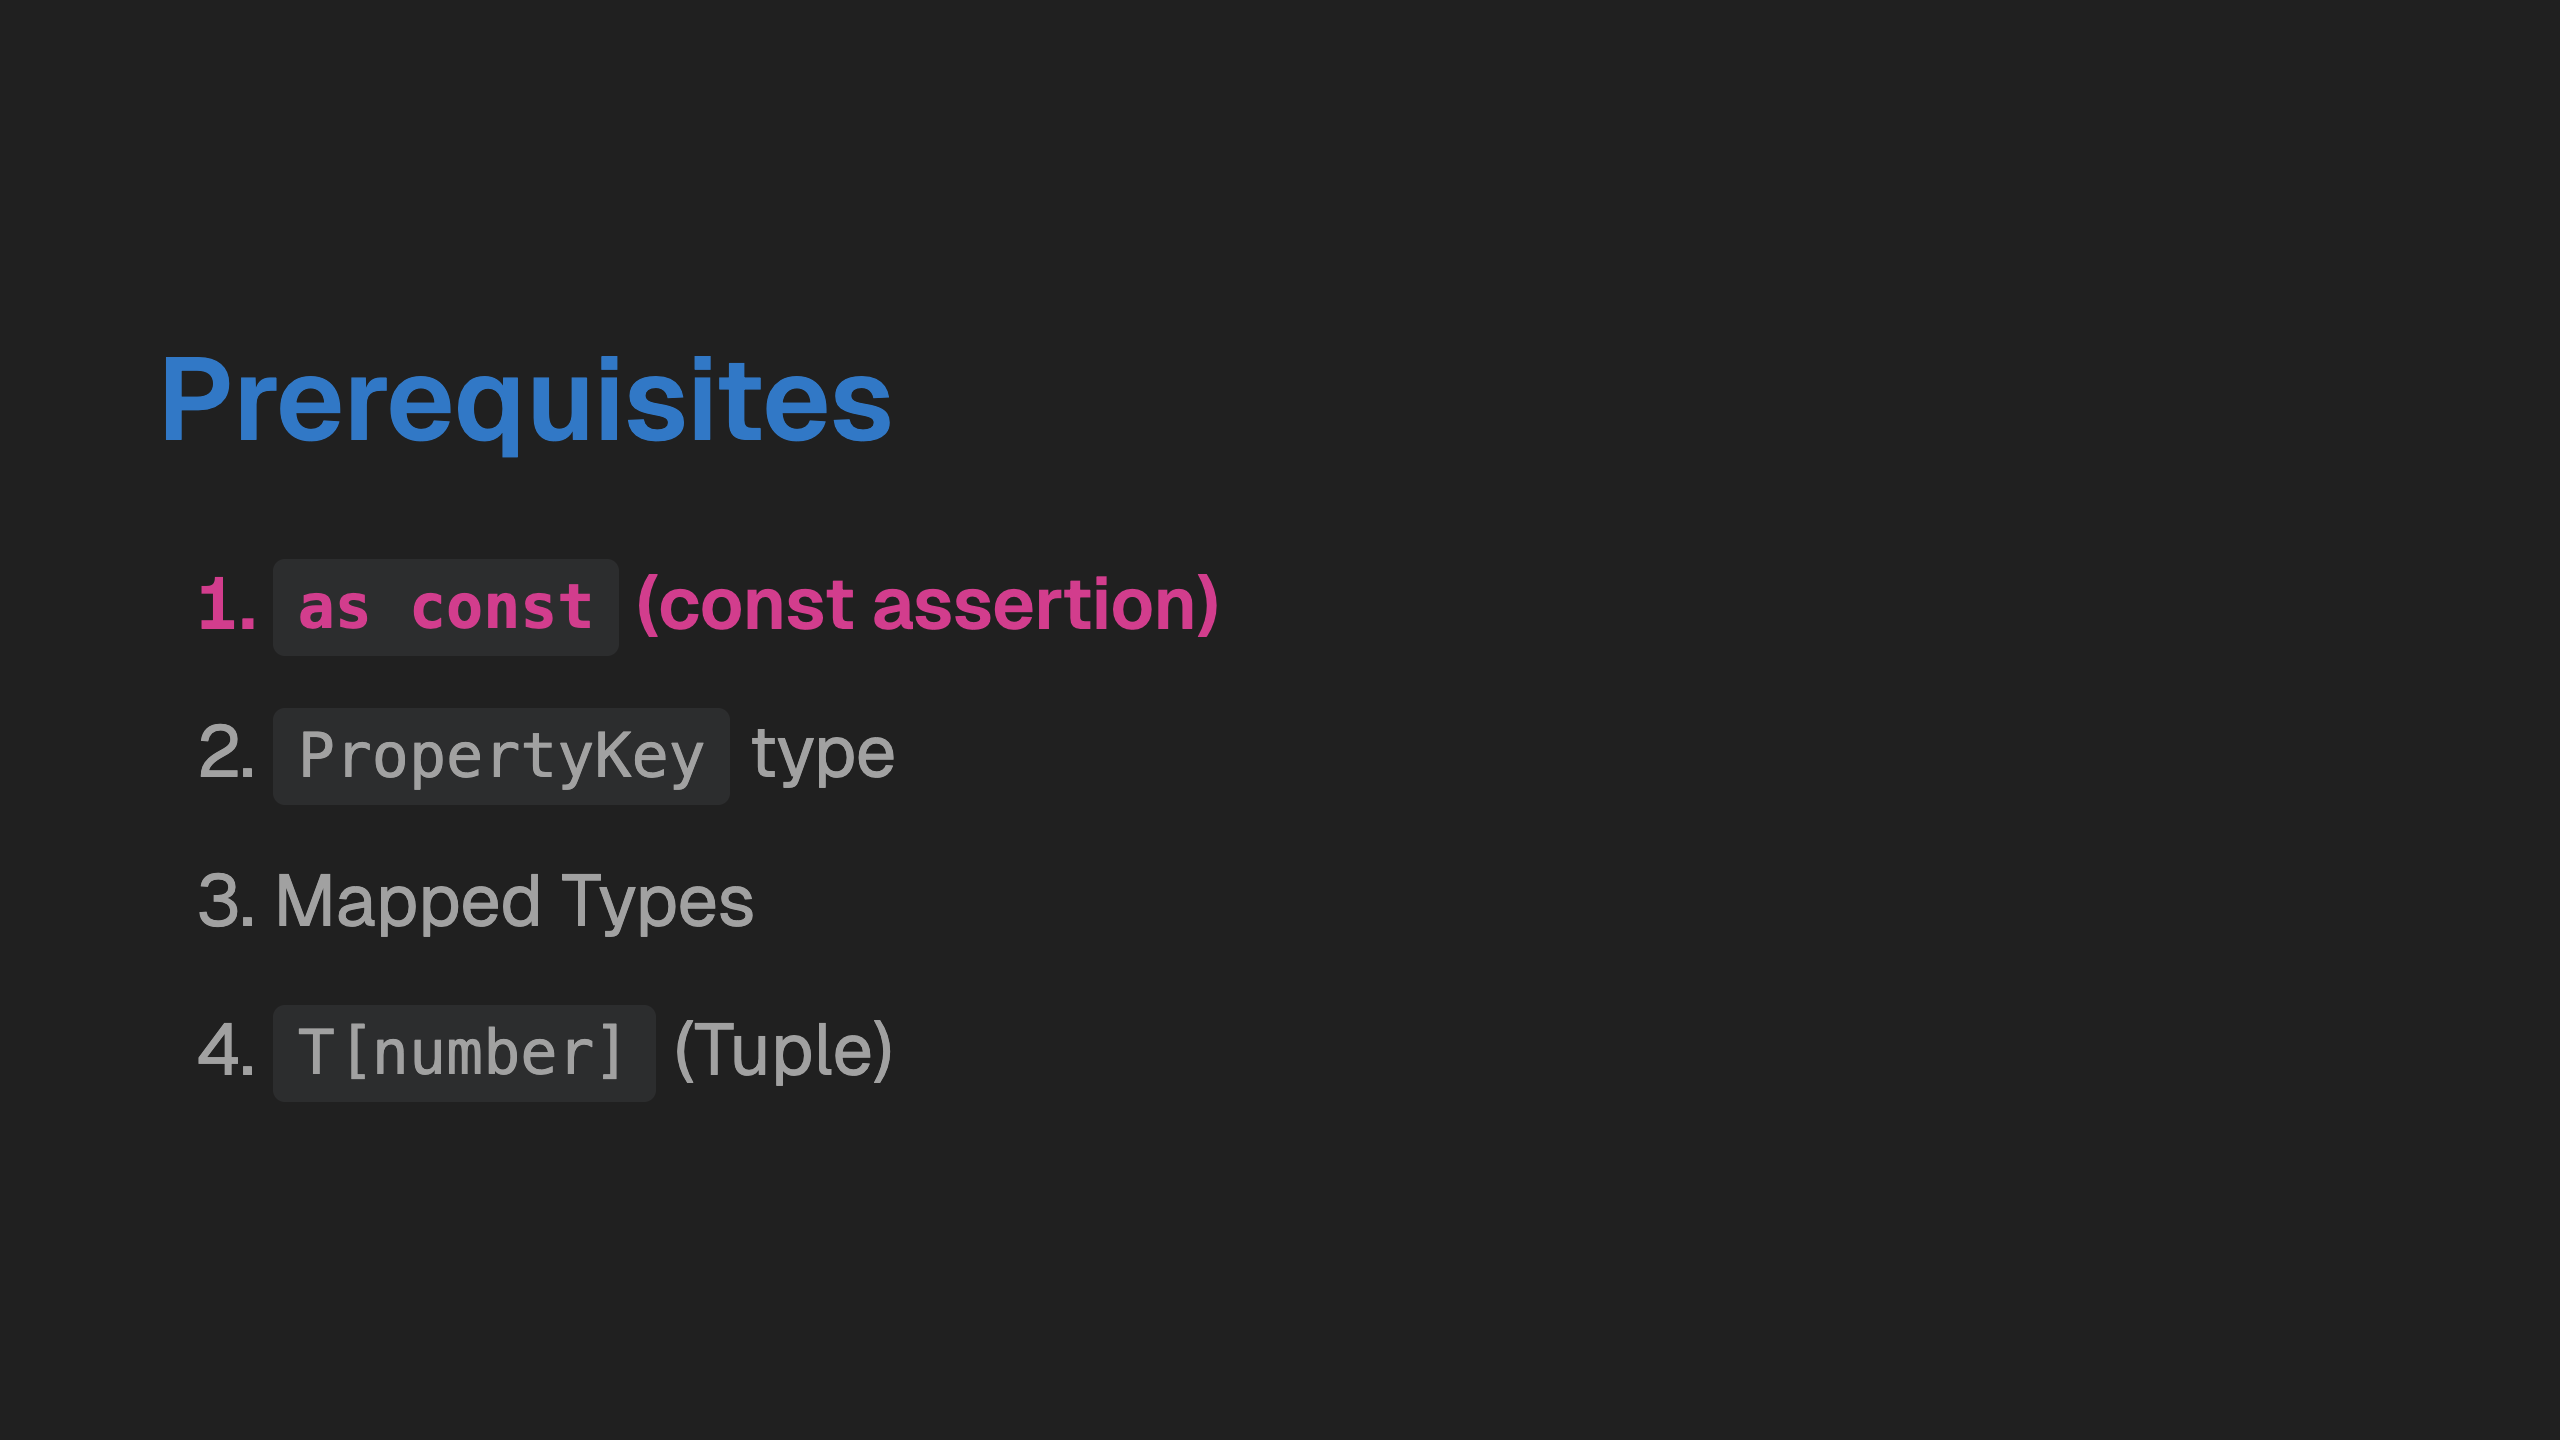 Prerequisites
1. as const (const assertion)
2. PropertyKey type
3. Mapped Types
4. T[number] (Tuple)